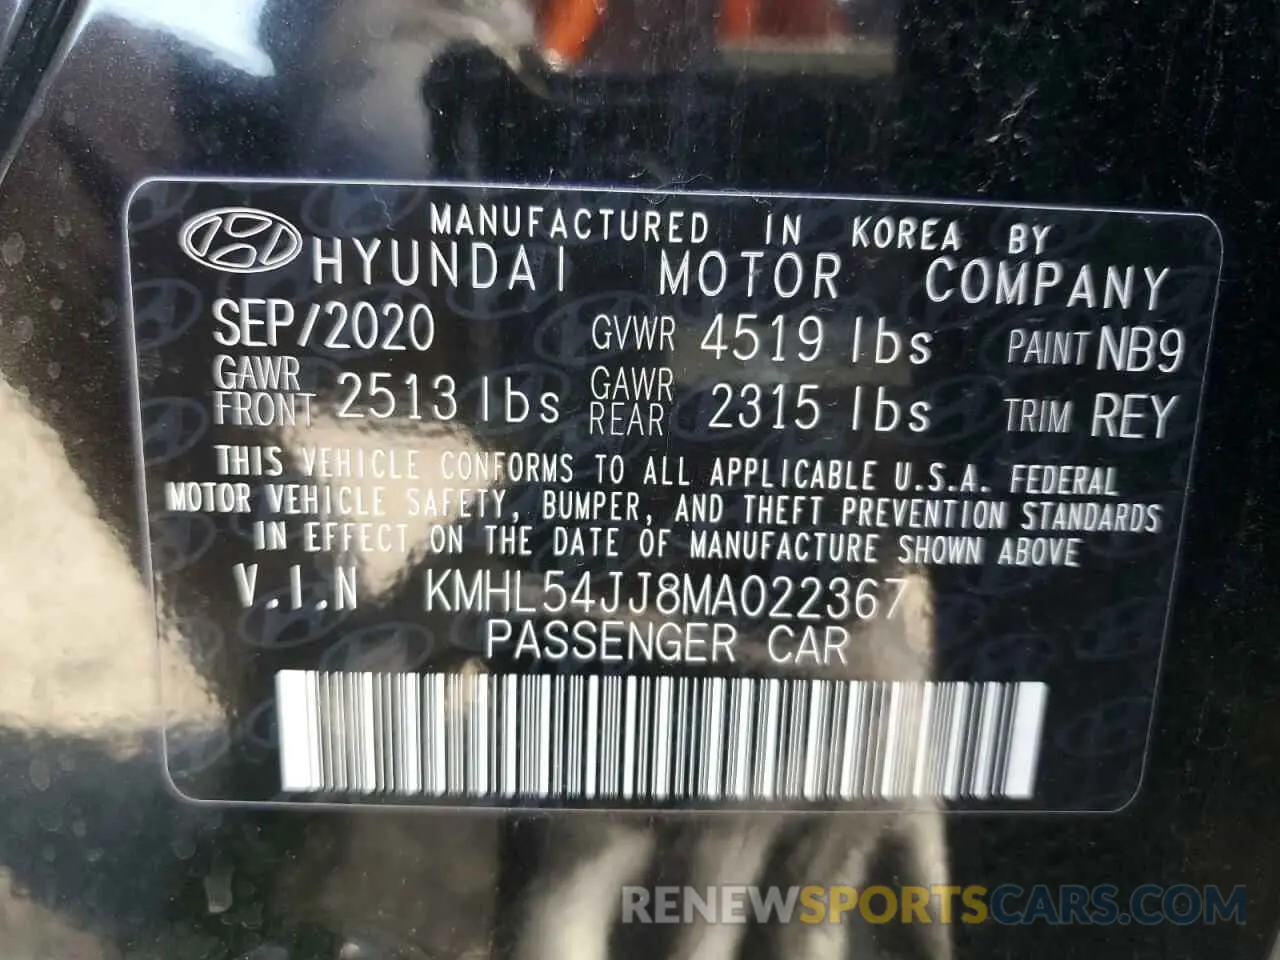 MANUFACTURED IN KOREA BY
HYUNDAI MOTOR COMPANY
SEP/2020 GVWR 4519 lbs PAINT NB9
GAWR FRONT 2513 lbs GAWR REAR 2315 lbs TRIM REY
THIS VEHICLE CONFORMS TO ALL APPLICABLE U.S.A. FEDERAL
MOTOR VEHICLE SAFETY, BUMPER, AND THEFT PREVENTION STANDARDS
IN EFFECT ON THE DATE OF MANUFACTURE SHOWN ABOVE
V.I.N KMHL54JJ8MA022367
PASSENGER CAR
RENEWSPORTSCARS.COM